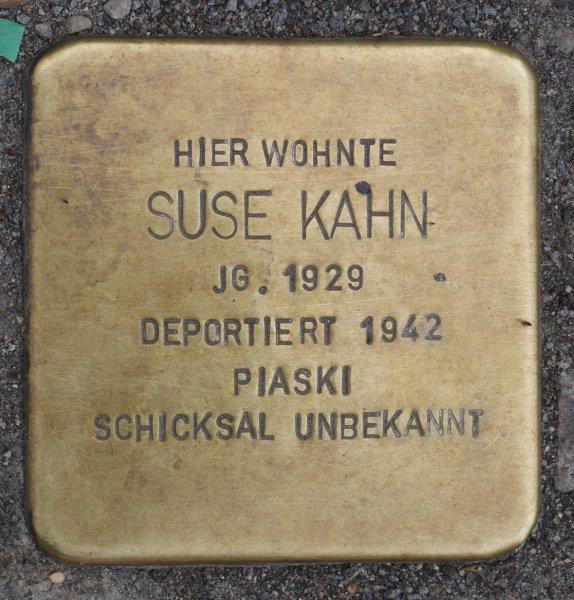 HIER WOHNTE
SUSE KAHN
JG. 1929
DEPORTIERT 1942
PIASKI
SCHICKSAL UNBEKANNT